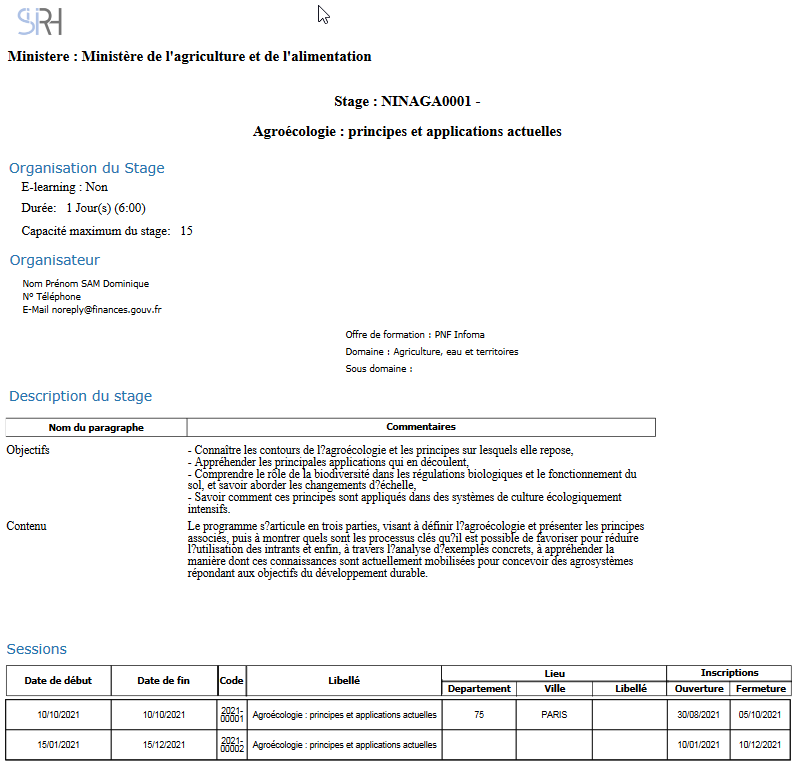 SIRH
Ministere : Ministère de l'agriculture et de l'alimentation
Stage : NINAGA0001 -
Agroécologie : principes et applications actuelles
Organisation du Stage
E-learning : Non
Durée: 1 Jour(s) (6:00)
Capacité maximum du stage: 15
Organisateur
Nom Prénom SAM Dominique
N° Téléphone
E-Mail noreply@finances.gouv.fr
Offre de formation : PNF Infoma
Domaine : Agriculture, eau et territoires
Sous domaine :
Description du stage
Nom du paragraphe Commentaires
Objectifs - Connaître les contours de l?agroécologie et les principes sur lesquels elle repose,
- Appréhender les principales applications qui en découlent,
- Comprendre le rôle de la biodiversité dans les régulations biologiques et le fonctionnement du
sol, et savoir aborder les changements d?échelle,
- Savoir comment ces principes sont appliqués dans des systèmes de culture écologiquement
intensifs.
Contenu Le programme s?articule en trois parties, visant à définir l?agroécologie et présenter les principes
associés, puis à montrer quels sont les processus clés qu?il est possible de favoriser pour réduire
l?utilisation des intrants et enfin, à travers l?analyse d?exemples concrets, à appréhender la
manière dont ces connaissances sont actuellement mobilisées pour concevoir des agrosystèmes
répondant aux objectifs du développement durable.
Sessions
Date de début Date de fin Code Libellé Lieu Inscriptions
Departement Ville Libellé Ouverture Fermeture
10/10/2021 10/10/2021 2021-00001 Agroécologie : principes et applications actuelles 75 PARIS 30/08/2021 05/10/2021
15/01/2021 15/12/2021 2021-00002 Agroécologie : principes et applications actuelles 10/01/2021 10/12/2021